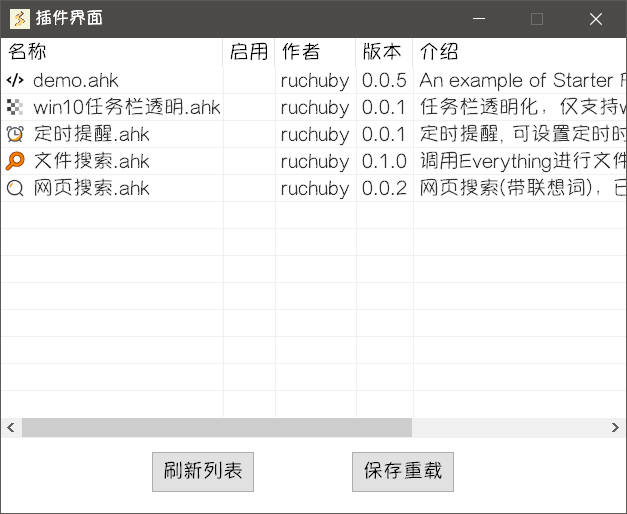 插件界面
名称 启用 作者 版本 介绍
demo.ahk ruchuby 0.0.5 An example of Starter
win10任务栏透明.ahk ruchuby 0.0.1 任务栏透明化，仅支持w
定时提醒.ahk ruchuby 0.0.1 定时提醒, 可设置定时时
文件搜索.ahk ruchuby 0.1.0 调用Everything进行文件
网页搜索.ahk ruchuby 0.0.2 网页搜索(带联想词)，已
刷新列表 保存重载